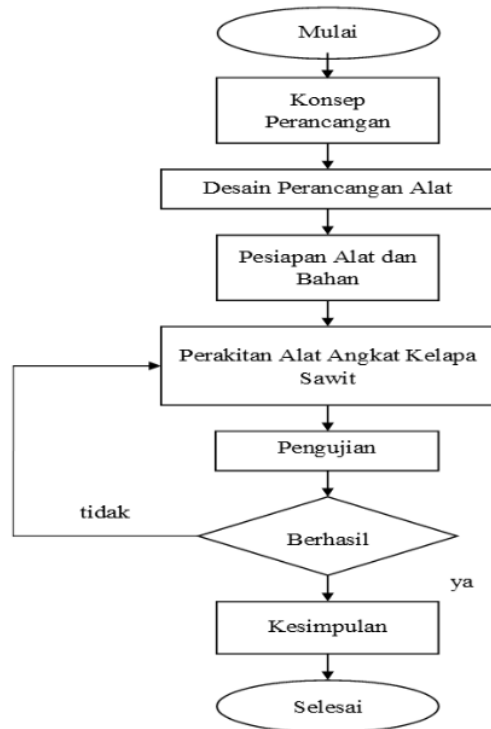 Mulai
Konsep
Perancangan
Desain Perancangan Alat
Pesiapan Alat dan
Bahan
Perakitan Alat Angkat Kelapa
Sawit
Pengujian
tidak
Berhasil
ya
Kesimpulan
Selesai